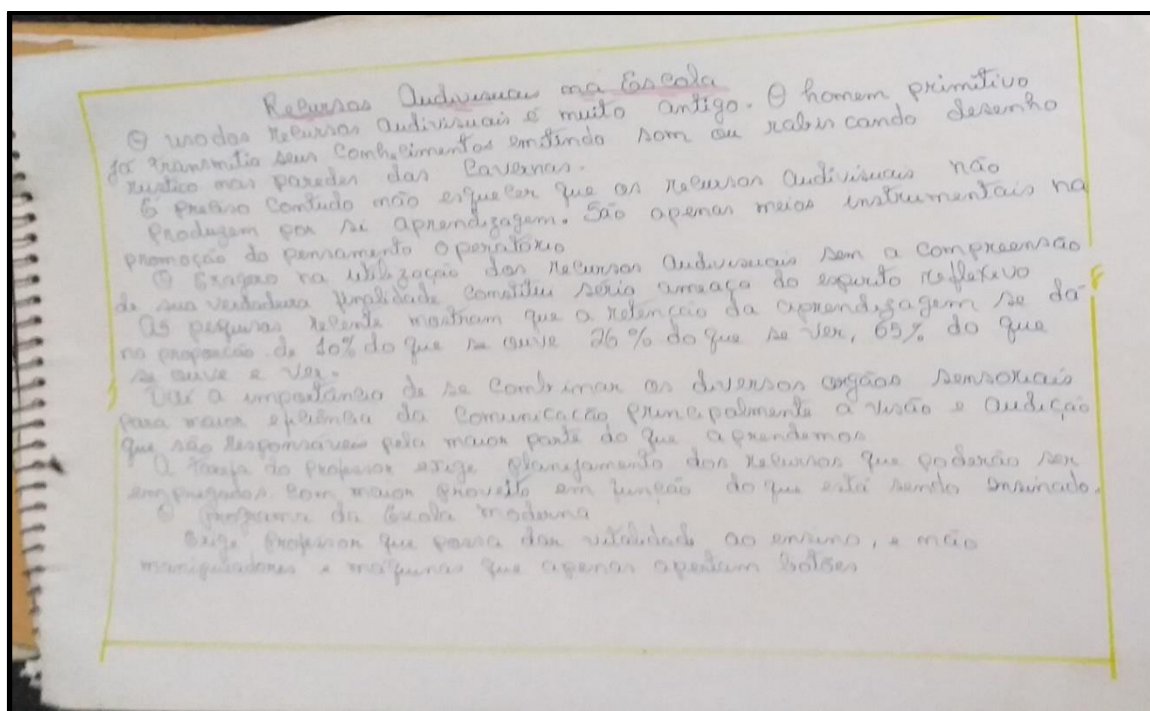 Recursos Audivisuais na Escola
O uso dos recursos audivisuais é muito antigo. O homem primitivo
já transmitia seus conhecimentos emitindo som ou rabiscando desenho
rustico nas paredes das Cavernas.
É preciso contudo não esquecer que os recursos audivisuais não
produzem por si aprendizagem. São apenas meios instrumentais na
promoção do pensamento operatório
O Exagero na utilização dos recursos audivisuais sem a compreensão
de sua verdadeira finalidade constitui séria ameaça do espirito reflexivo
As pesquisas recente mostram que a retenção da aprendizagem se dá
na proporção de 10% do que se ouve 26% do que se ver, 65% do que
se ouve e ver.
Daí a importância de se combinar os diversos orgãos sensoriais
para maior eficiência da Comunicação principalmente a visão e audição
que são responsáveis pela maior parte do que aprendemos
A tarefa do professor exige planejamento dos recursos que poderão ser
empregados com maior proveito em função do que está sendo ensinado.
O programa da Escola moderna
Exige professor que possa dar vitalidade ao ensino, e não
manipuladores e maquinas que apenas apertam botões